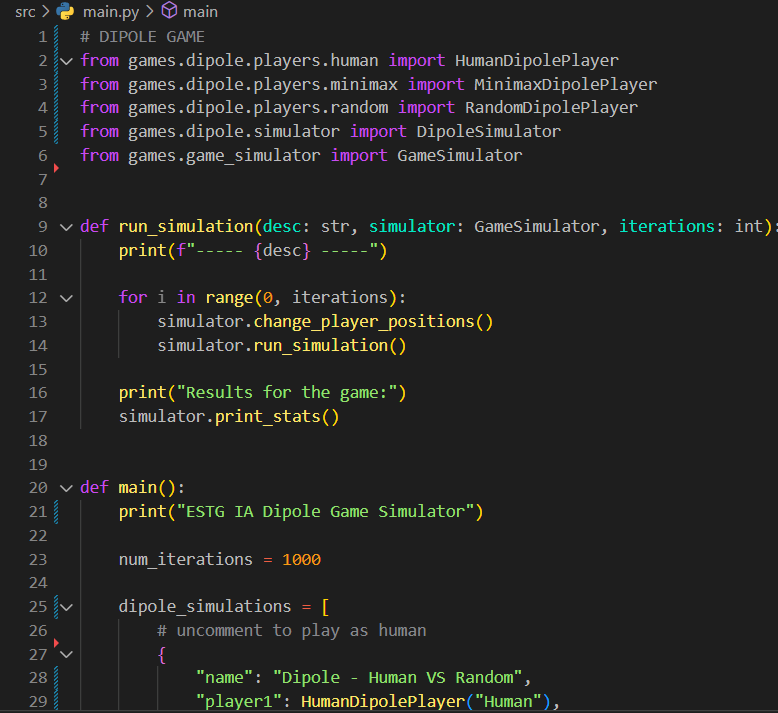 src > main.py > main
1 # DIPOLE GAME
2 from games.dipole.players.human import HumanDipolePlayer
3 from games.dipole.players.minimax import MinimaxDipolePlayer
4 from games.dipole.players.random import RandomDipolePlayer
5 from games.dipole.simulator import DipoleSimulator
6 from games.game_simulator import GameSimulator
7
8
9 def run_simulation(desc: str, simulator: GameSimulator, iterations: int):
10     print(f"----- {desc} -----")
11
12     for i in range(0, iterations):
13         simulator.change_player_positions()
14         simulator.run_simulation()
15
16     print("Results for the game:")
17     simulator.print_stats()
18
19
20 def main():
21     print("ESTG IA Dipole Game Simulator")
22
23     num_iterations = 1000
24
25     dipole_simulations = [
26         # uncomment to play as human
27         {
28             "name": "Dipole - Human VS Random",
29             "player1": HumanDipolePlayer("Human"),